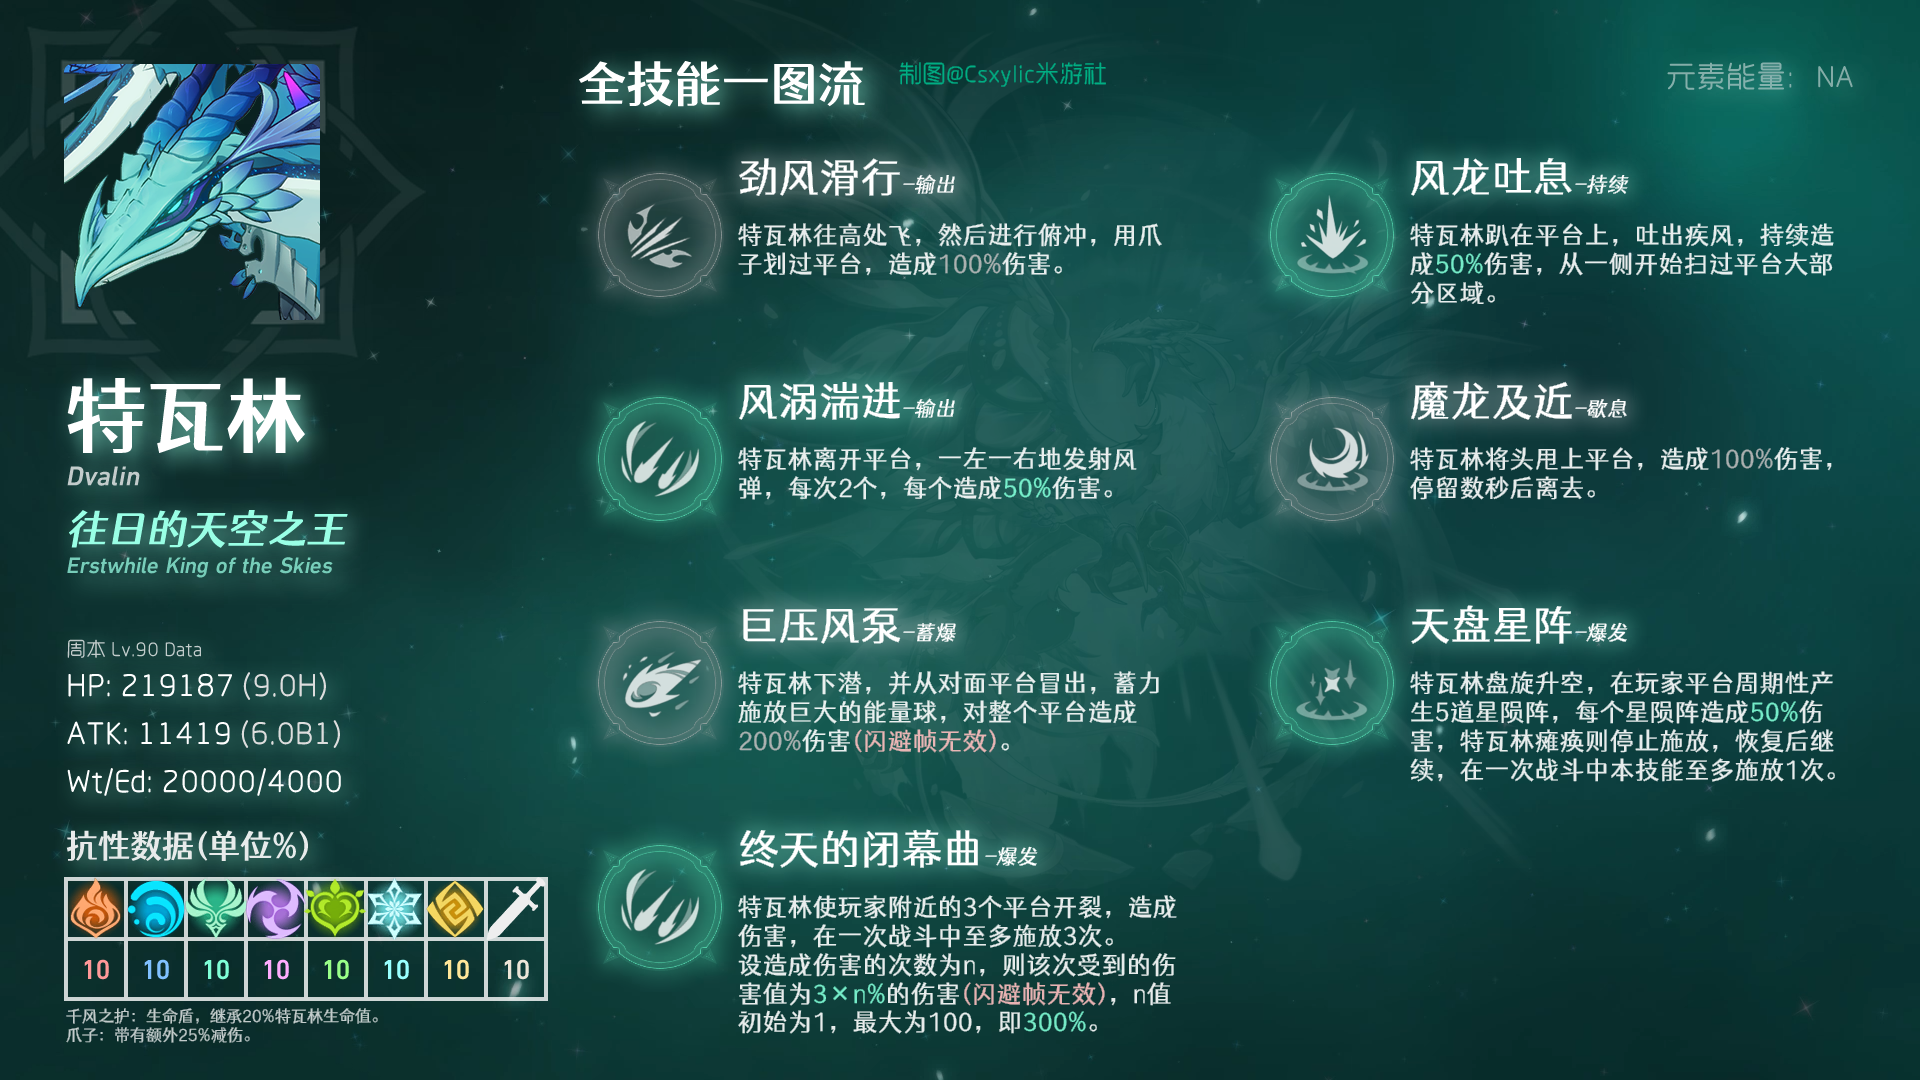 全技能一图流
制图@Csxylic米游社
元素能量: NA
特瓦林
Dvalin
往日的天空之王
Erstwhile King of the Skies
周本 Lv.90 Data
HP: 219187 (9.0H)
ATK: 11419 (6.0B1)
Wt/Ed: 20000/4000
抗性数据(单位%)
10 10 10 10 10 10 10 10
千风之护：生命盾，继承20%特瓦林生命值。
爪子：带有额外25%减伤。
劲风滑行-输出
特瓦林往高处飞，然后进行俯冲，用爪
子划过平台，造成100%伤害。
风涡湍进-输出
特瓦林离开平台，一左一右地发射风
弹，每次2个，每个造成50%伤害。
巨压风泵-蓄爆
特瓦林下潜，并从对面平台冒出，蓄力
施放巨大的能量球，对整个平台造成
200%伤害(闪避帧无效)。
终天的闭幕曲-爆发
特瓦林使玩家附近的3个平台开裂，造成
伤害，在一次战斗中至多施放3次。
设造成伤害的次数为n，则该次受到的伤
害值为3×n%的伤害(闪避帧无效)，n值
初始为1，最大为100，即300%。
风龙吐息-持续
特瓦林趴在平台上，吐出疾风，持续造
成50%伤害，从一侧开始扫过平台大部
分区域。
魔龙及近-歇息
特瓦林将头甩上平台，造成100%伤害，
停留数秒后离去。
天盘星阵-爆发
特瓦林盘旋升空，在玩家平台周期性产
生5道星陨阵，每个星陨阵造成50%伤
害，特瓦林瘫痪则停止施放，恢复后继
续，在一次战斗中本技能至多施放1次。